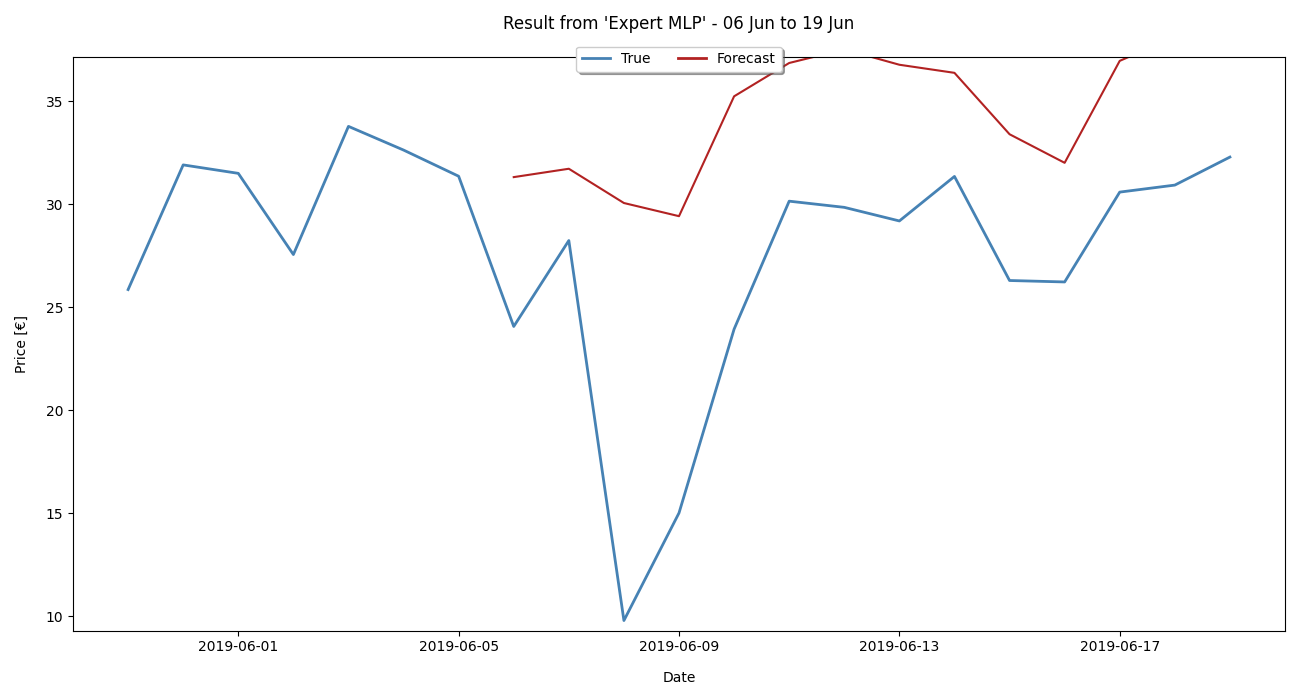 Result from 'Expert MLP' - 06 Jun to 19 Jun
True Forecast
Price [€]
35
30
25
20
15
10
2019-06-01 2019-06-05 2019-06-09 2019-06-13 2019-06-17
Date